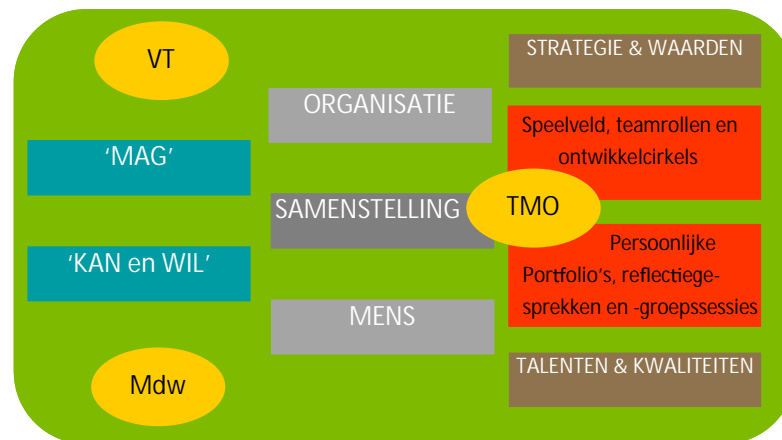 VT
'MAG'
'KAN en WIL'
Mdw
ORGANISATIE
SAMENSTELLING
MENS
STRATEGIE & WAARDEN
Speelveld, teamrollen en
ontwikkelcirkels
TMO
Persoonlijke
Portfolio's, reflectiege-
sprekken en -groepssessies
TALENTEN & KWALITEITEN